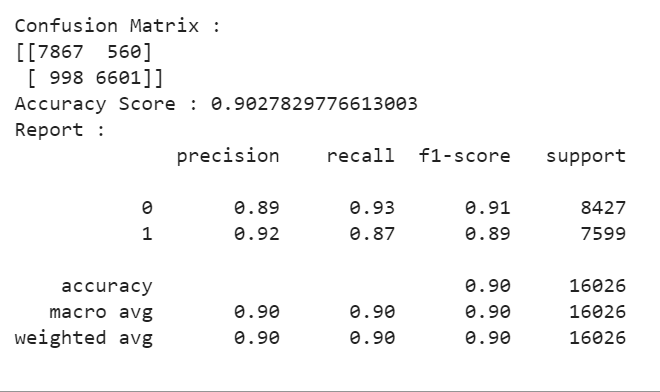 Confusion Matrix :
[[7867  560]
 [ 998 6601]]
Accuracy Score : 0.9027829776613003
Report :
              precision    recall  f1-score   support

           0       0.89      0.93      0.91      8427
           1       0.92      0.87      0.89      7599

    accuracy                           0.90     16026
   macro avg       0.90      0.90      0.90     16026
weighted avg       0.90      0.90      0.90     16026